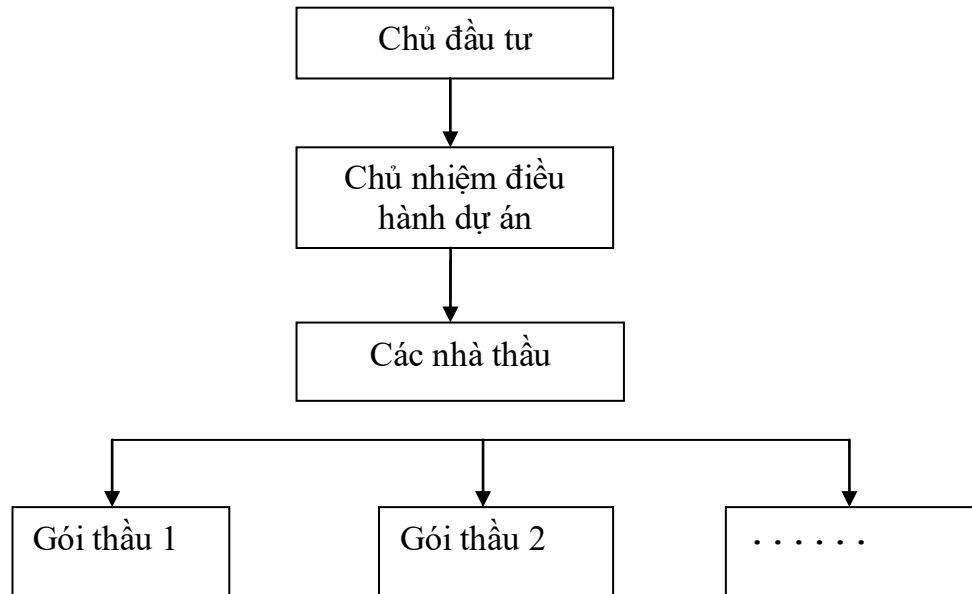 Chủ đầu tư
Chủ nhiệm điều
hành dự án
Các nhà thầu
Gói thầu 1
Gói thầu 2
. . . . . .